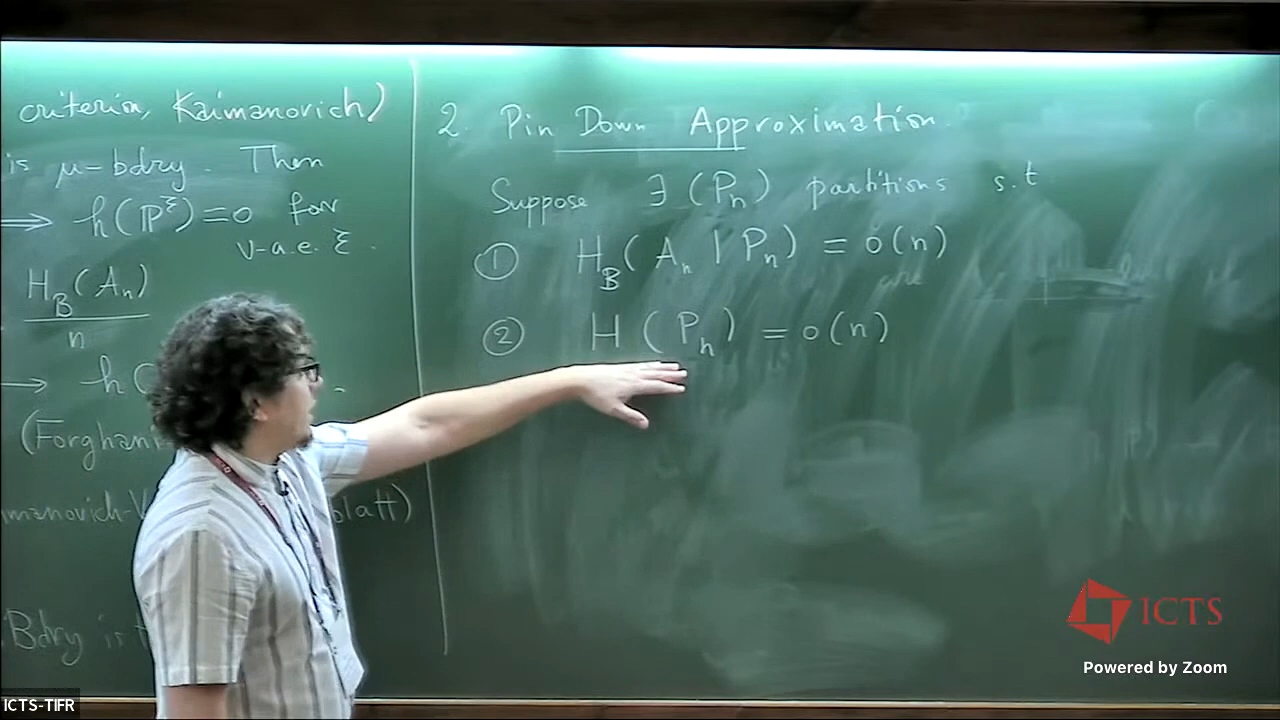 criteria, Kaimanovich)
is μ-bdry. Then
⟹ h(ℙ^ξ)=0 for
ν-a.e. ξ.
H_B(A_n)
n
→ h(
(Forghani
imanovich-V blatt)
Bdry is t
2. Pin Down Approximation.
Suppose ∃ (P_n) partitions s.t
① H_B(A_n | P_n) = o(n)
② H(P_n) = o(n)
ICTS
Powered by Zoom
ICTS-TIFR